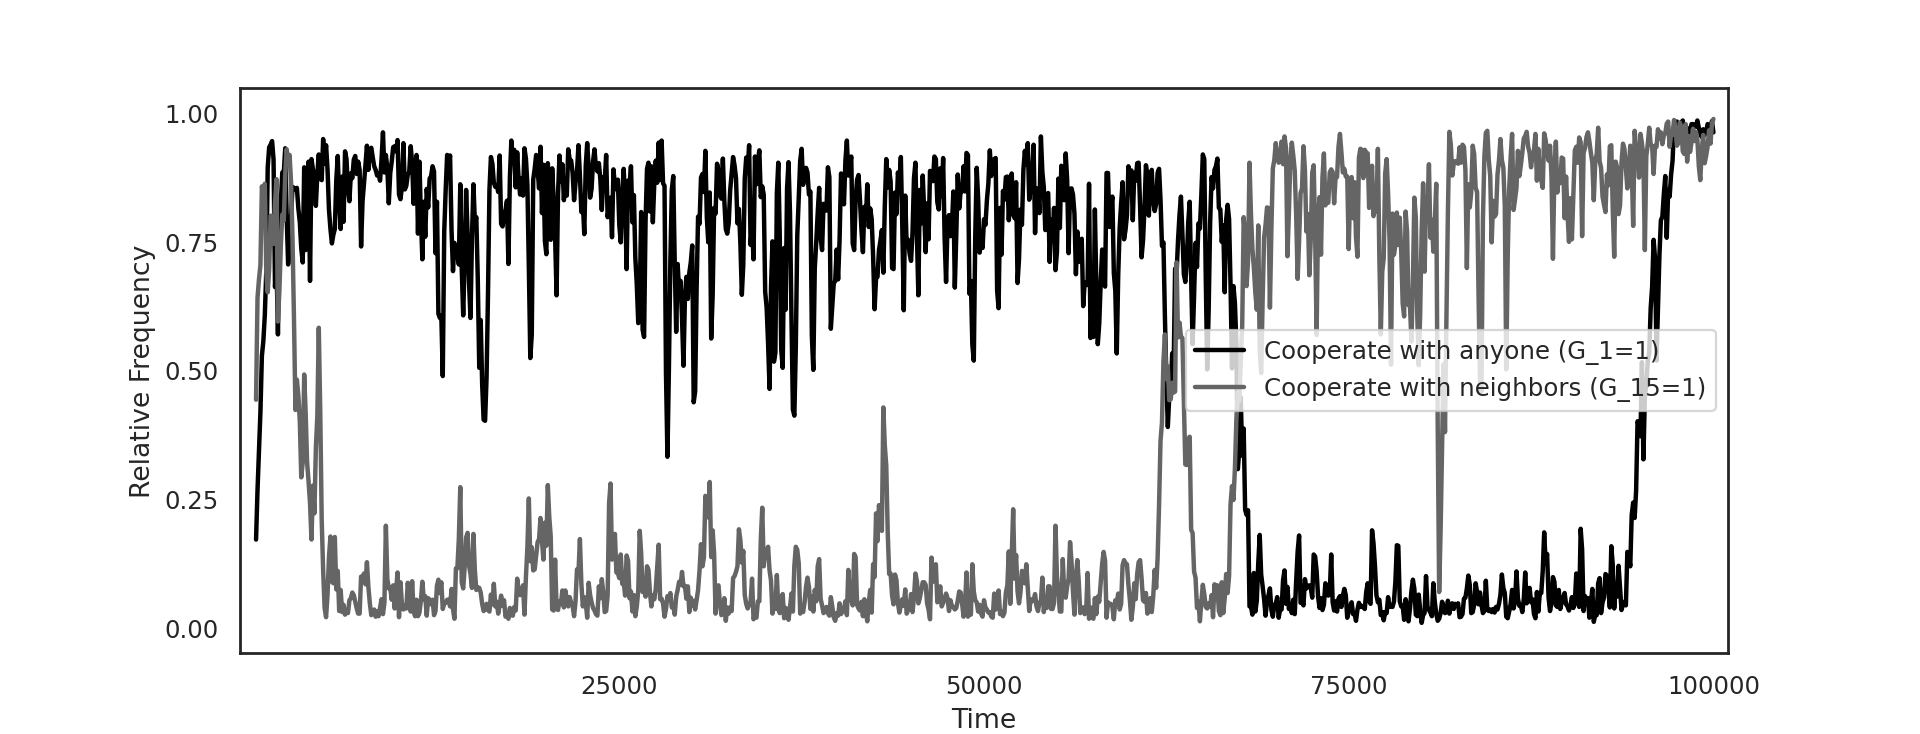 1.00
0.75
0.50
0.25
0.00
Relative Frequency
Cooperate with anyone (G_1=1)
Cooperate with neighbors (G_15=1)
25000
50000
75000
100000
Time